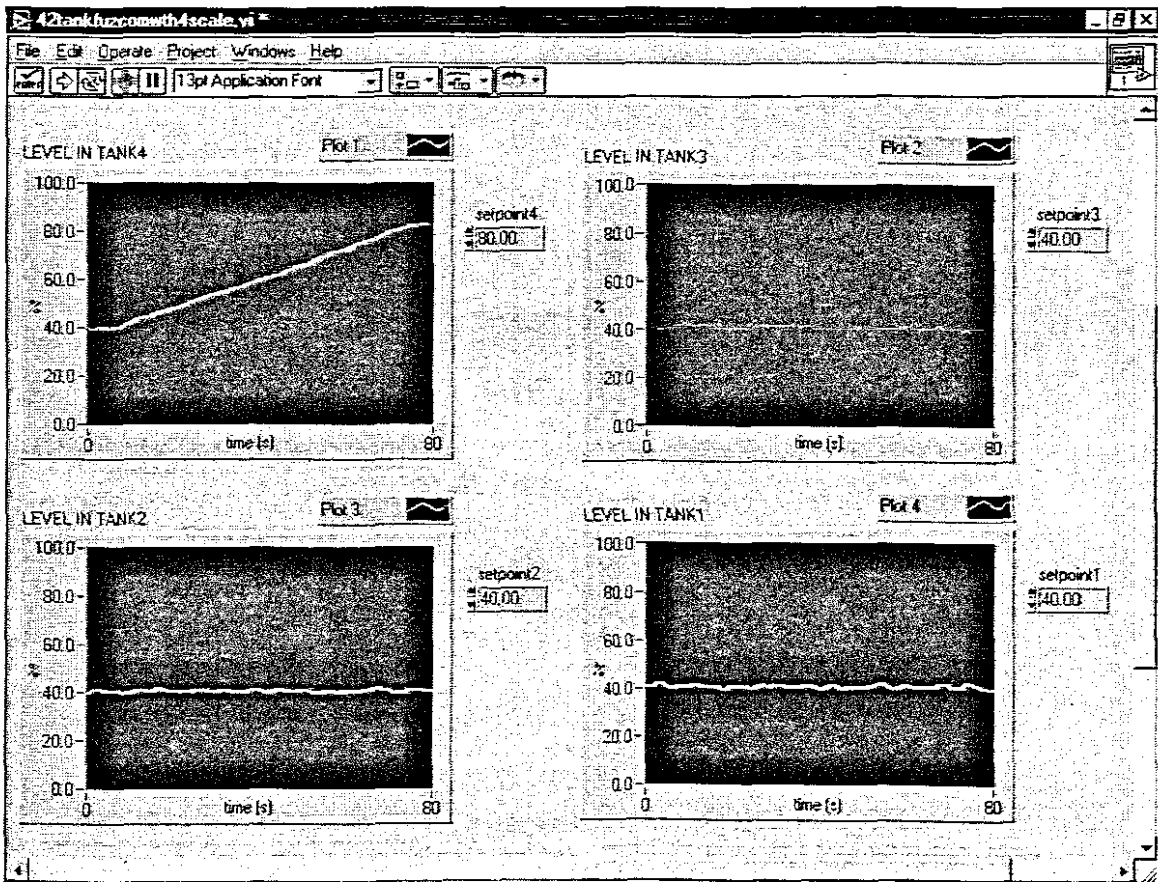 42tankfuzcomwth4scale.vi *
File Edit Operate Project Windows Help
13pt Application Font
1
LEVEL IN TANK4
Plot 1
100.0
80.0
60.0
40.0
20.0
0.0
%
0
time [s]
80
setpoint4
80.00
LEVEL IN TANK3
Plot 2
100.0
80.0
60.0
40.0
20.0
0.0
%
0
time [s]
80
setpoint3
40.00
LEVEL IN TANK2
Plot 3
100.0
80.0
60.0
40.0
20.0
0.0
%
0
time [s]
80
setpoint2
40.00
LEVEL IN TANK1
Plot 4
100.0
80.0
60.0
40.0
20.0
0.0
%
0
time [s]
80
setpoint1
40.00